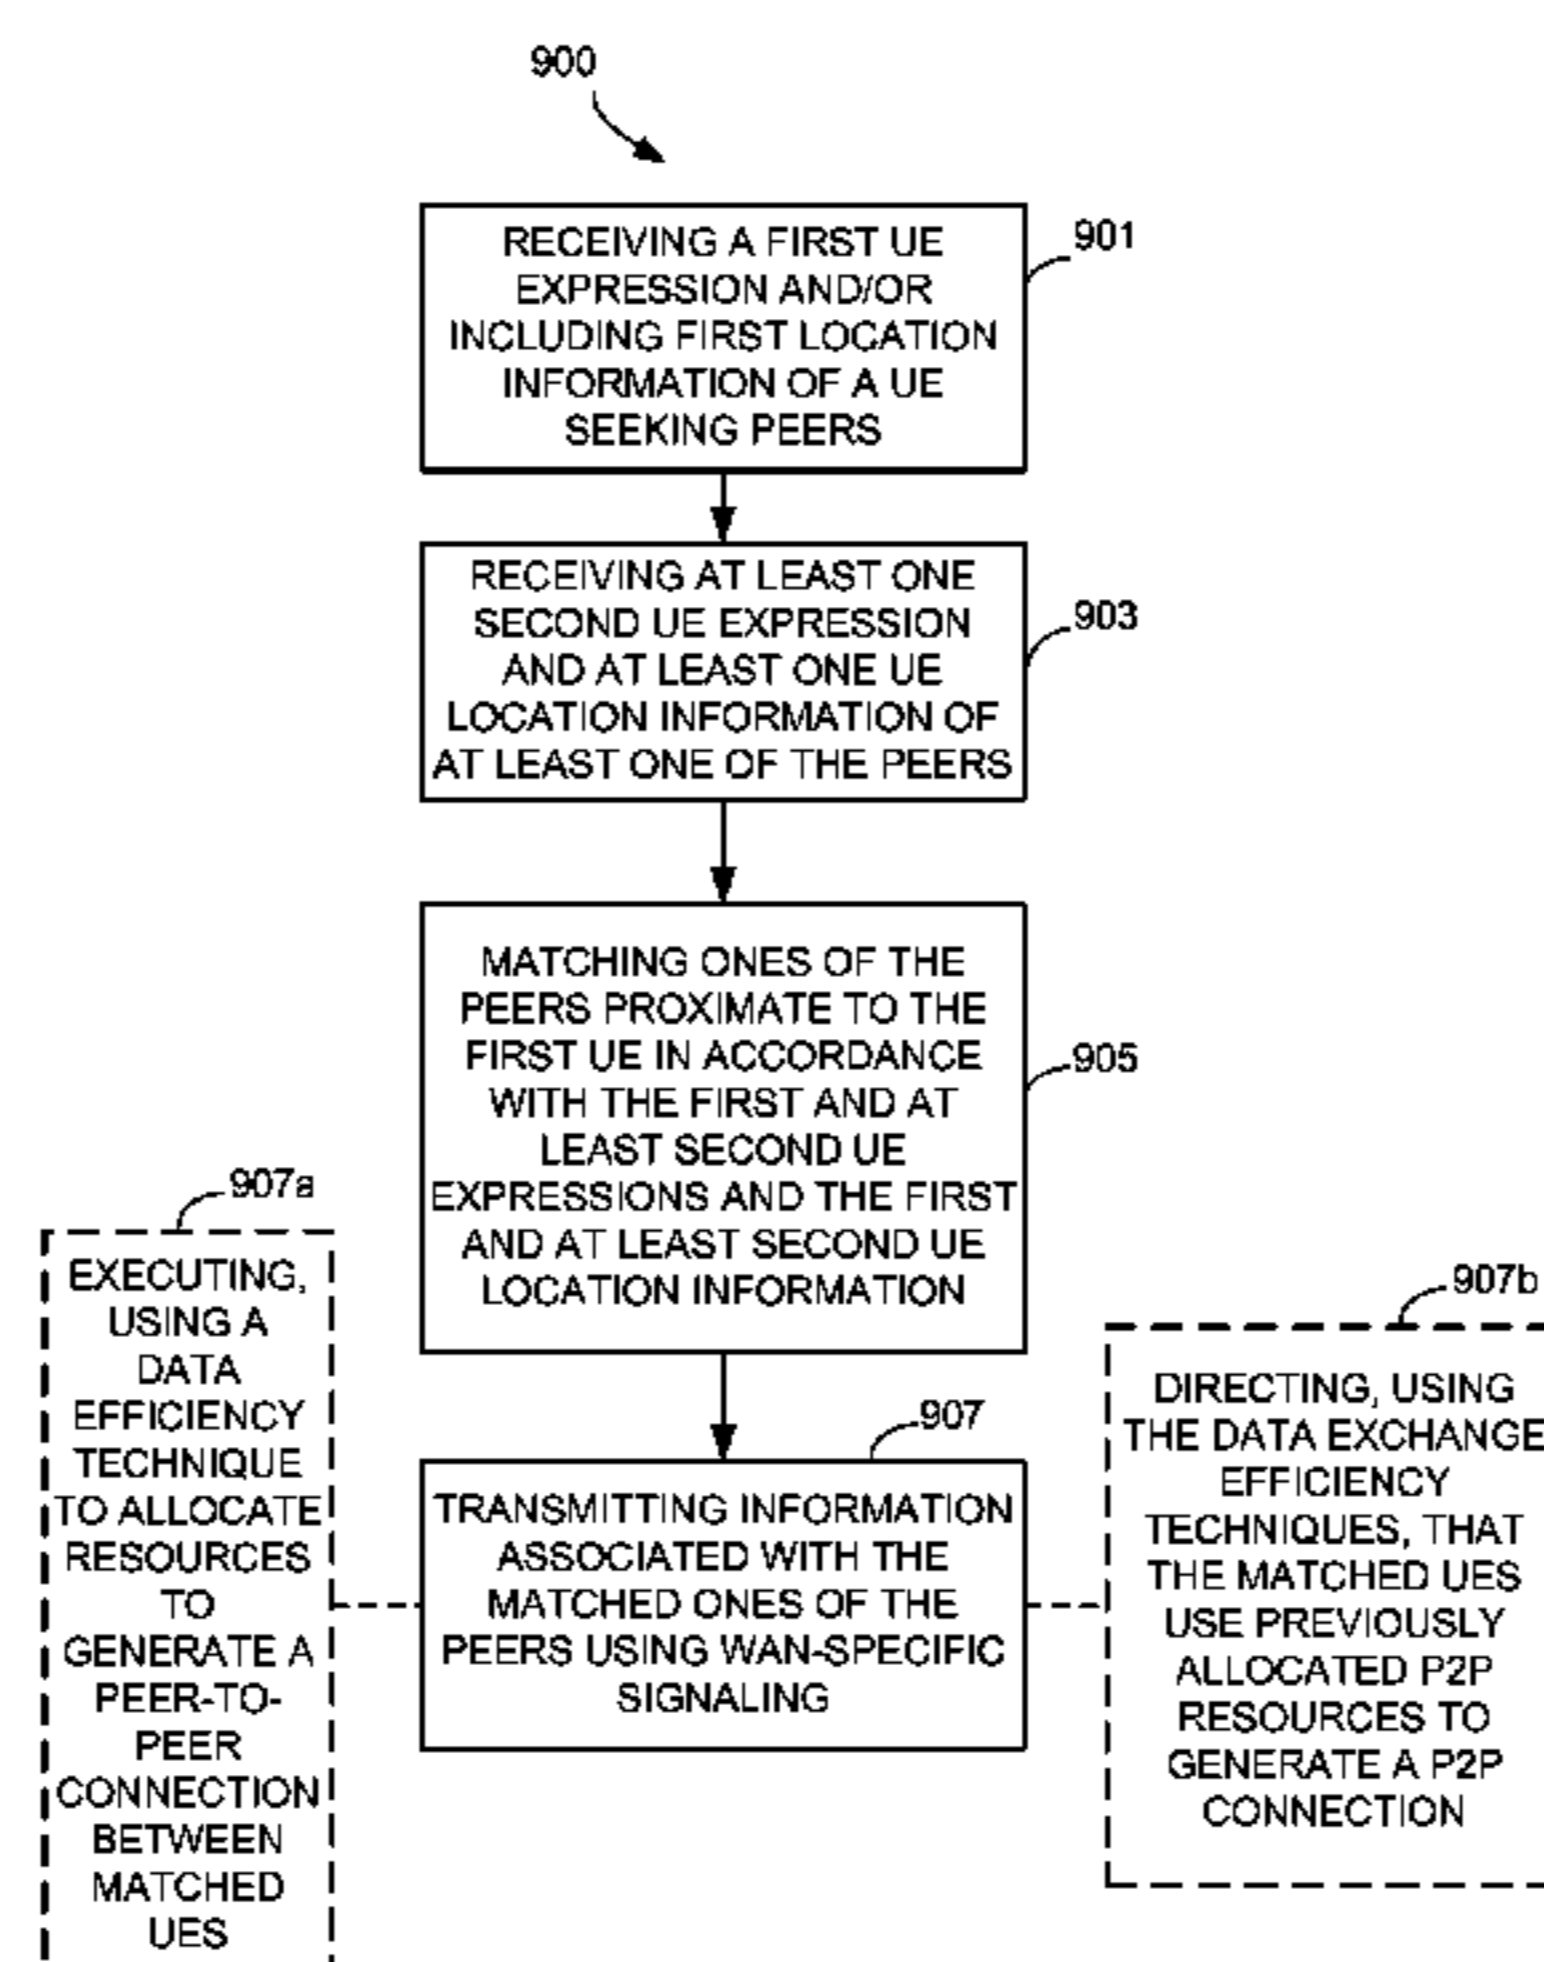 900
901
RECEIVING A FIRST UE
EXPRESSION AND/OR
INCLUDING FIRST LOCATION
INFORMATION OF A UE
SEEKING PEERS
903
RECEIVING AT LEAST ONE
SECOND UE EXPRESSION
AND AT LEAST ONE UE
LOCATION INFORMATION OF
AT LEAST ONE OF THE PEERS
905
MATCHING ONES OF THE
PEERS PROXIMATE TO THE
FIRST UE IN ACCORDANCE
WITH THE FIRST AND AT
LEAST SECOND UE
EXPRESSIONS AND THE FIRST
AND AT LEAST SECOND UE
LOCATION INFORMATION
907a
EXECUTING,
USING A
DATA
EFFICIENCY
TECHNIQUE
TO ALLOCATE
RESOURCES
TO
GENERATE A
PEER-TO-
PEER
CONNECTION
BETWEEN
MATCHED
UES
907
TRANSMITTING INFORMATION
ASSOCIATED WITH THE
MATCHED ONES OF THE
PEERS USING WAN-SPECIFIC
SIGNALING
907b
DIRECTING, USING
THE DATA EXCHANGE
EFFICIENCY
TECHNIQUES, THAT
THE MATCHED UES
USE PREVIOUSLY
ALLOCATED P2P
RESOURCES TO
GENERATE A P2P
CONNECTION